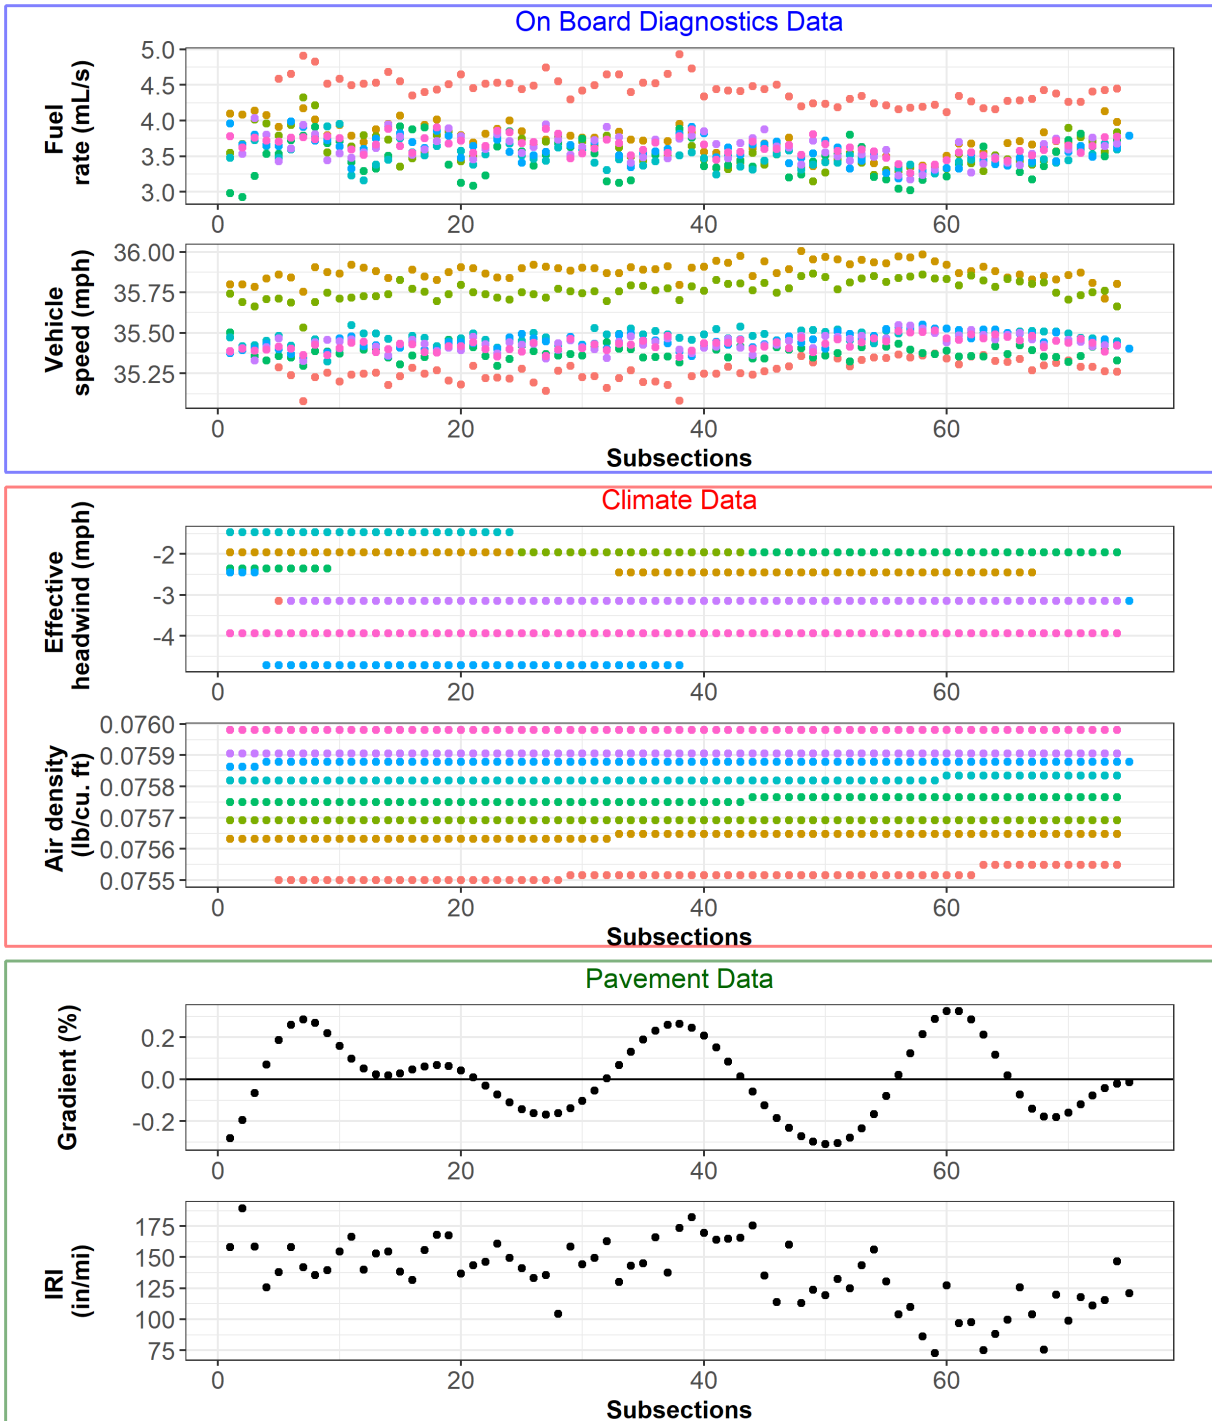 On Board Diagnostics Data
Fuel
rate (mL/s)
5.0
4.5
4.0
3.5
3.0
0 20 40 60
Vehicle
speed (mph)
36.00
35.75
35.50
35.25
0 20 40 60
Subsections
Climate Data
Effective
headwind (mph)
-2
-3
-4
0 20 40 60
Air density
(lb/cu. ft)
0.0760
0.0759
0.0758
0.0757
0.0756
0.0755
0 20 40 60
Subsections
Pavement Data
Gradient (%)
0.2
0.0
-0.2
0 20 40 60
IRI
(in/mi)
175
150
125
100
75
0 20 40 60
Subsections